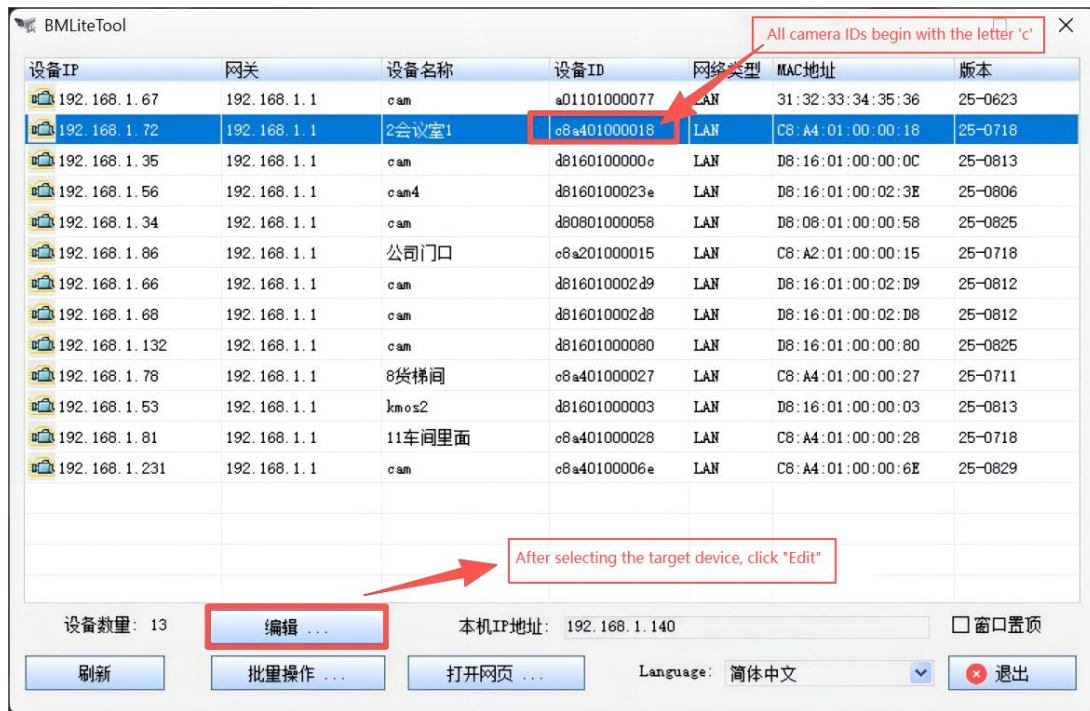 BMLiteTool
All camera IDs begin with the letter 'c'
设备IP 网关 设备名称 设备ID 网络类型 MAC地址 版本
192.168.1.67 192.168.1.1 cam a01101000077 LAN 31:32:33:34:35:36 25-0623
192.168.1.72 192.168.1.1 2会议室1 c8a401000018 LAN C8:A4:01:00:00:18 25-0718
192.168.1.35 192.168.1.1 cam d8160100000c LAN D8:16:01:00:00:0C 25-0813
192.168.1.56 192.168.1.1 cam4 d8160100023e LAN D8:16:01:00:02:3E 25-0806
192.168.1.34 192.168.1.1 cam d80801000058 LAN D8:08:01:00:00:58 25-0825
192.168.1.86 192.168.1.1 公司门口 c8a201000015 LAN C8:A2:01:00:00:15 25-0718
192.168.1.66 192.168.1.1 cam d816010002d9 LAN D8:16:01:00:02:D9 25-0812
192.168.1.68 192.168.1.1 cam d816010002d8 LAN D8:16:01:00:02:D8 25-0812
192.168.1.132 192.168.1.1 cam d81601000080 LAN D8:16:01:00:00:80 25-0825
192.168.1.78 192.168.1.1 8货梯间 c8a401000027 LAN C8:A4:01:00:00:27 25-0711
192.168.1.53 192.168.1.1 kmos2 d81601000003 LAN D8:16:01:00:00:03 25-0813
192.168.1.81 192.168.1.1 11车间里面 c8a401000028 LAN C8:A4:01:00:00:28 25-0718
192.168.1.231 192.168.1.1 cam c8a40100006e LAN C8:A4:01:00:00:6E 25-0829
After selecting the target device, click "Edit"
设备数量: 13 编辑 ... 本机IP地址: 192.168.1.140 窗口置顶
刷新 批量操作 ... 打开网页 ... Language: 简体中文 退出